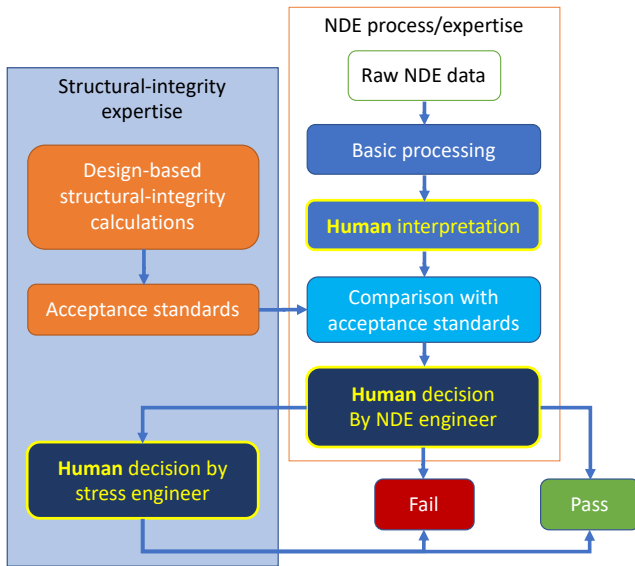 NDE process/expertise
Raw NDE data
Basic processing
Human interpretation
Comparison with
acceptance standards
Human decision
By NDE engineer
Structural-integrity
expertise
Design-based
structural-integrity
calculations
Acceptance standards
Human decision by
stress engineer
Fail
Pass